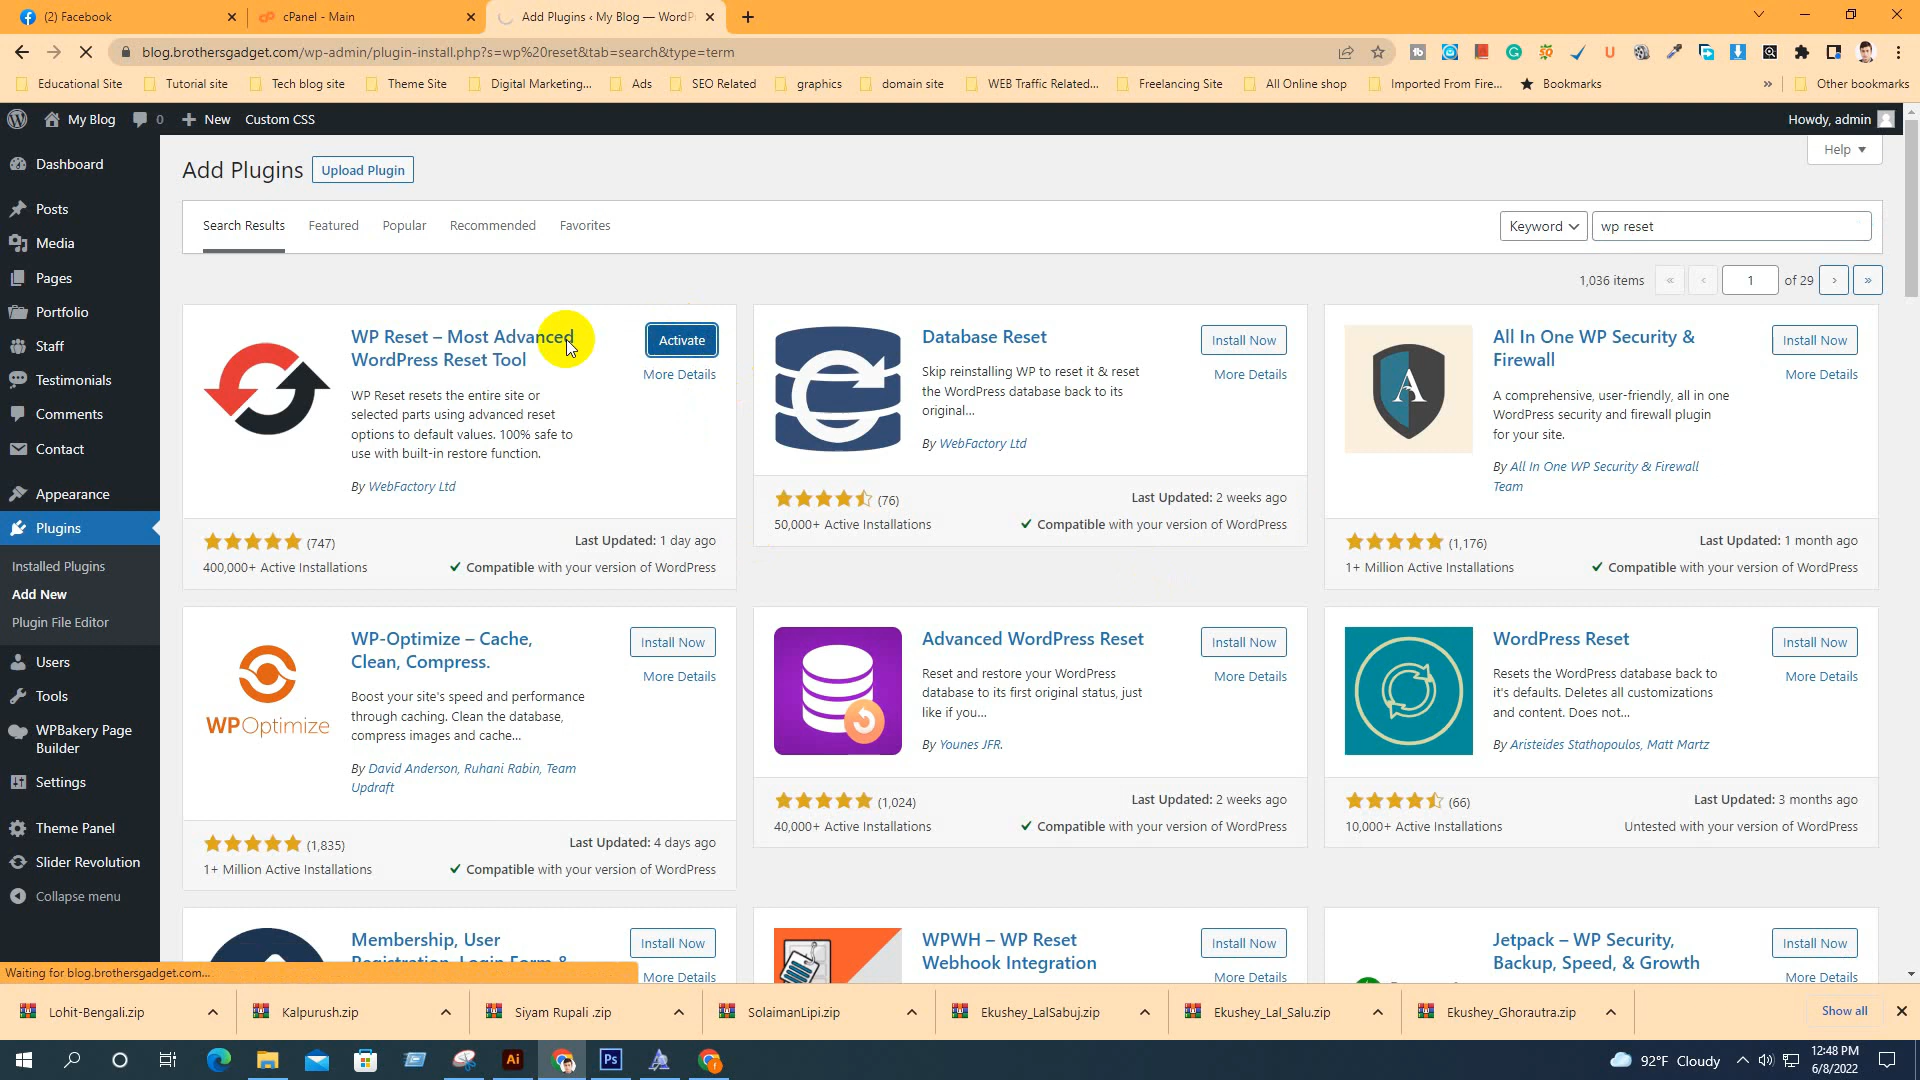 (2) Facebook
cPanel - Main
Add Plugins ‹ My Blog — WordP
blog.brothersgadget.com/wp-admin/plugin-install.php?s=wp%20reset&tab=search&type=term
Educational Site
Tutorial site
Tech blog site
Theme Site
Digital Marketing...
Ads
SEO Related
graphics
domain site
WEB Traffic Related...
Freelancing Site
All Online shop
Imported From Fire...
Bookmarks
»
Other bookmarks
My Blog
0
New
Custom CSS
Howdy, admin
Dashboard
Posts
Media
Pages
Portfolio
Staff
Testimonials
Comments
Contact
Appearance
Plugins
Installed Plugins
Add New
Plugin File Editor
Users
Tools
WPBakery Page
Builder
Settings
Theme Panel
Slider Revolution
Collapse menu
Help
Add Plugins
Upload Plugin
Search Results
Featured
Popular
Recommended
Favorites
Keyword
wp reset
1,036 items
«
‹
1
of 29
›
»
WP Reset – Most Advanced
WordPress Reset Tool
Activate
More Details
WP Reset resets the entire site or
selected parts using advanced reset
options to default values. 100% safe to
use with built-in restore function.
By WebFactory Ltd
(747)
400,000+ Active Installations
Last Updated: 1 day ago
Compatible with your version of WordPress
Database Reset
Install Now
More Details
Skip reinstalling WP to reset it & reset
the WordPress database back to its
original...
By WebFactory Ltd
(76)
50,000+ Active Installations
Last Updated: 2 weeks ago
Compatible with your version of WordPress
A
All In One WP Security &
Firewall
Install Now
More Details
A comprehensive, user-friendly, all in one
WordPress security and firewall plugin
for your site.
By All In One WP Security & Firewall
Team
(1,176)
1+ Million Active Installations
Last Updated: 1 month ago
Compatible with your version of WordPress
WPOptimize
WP-Optimize – Cache,
Clean, Compress.
Install Now
More Details
Boost your site's speed and performance
through caching. Clean the database,
compress images and cache...
By David Anderson, Ruhani Rabin, Team
Updraft
(1,835)
1+ Million Active Installations
Last Updated: 4 days ago
Compatible with your version of WordPress
Advanced WordPress Reset
Install Now
More Details
Reset and restore your WordPress
database to its first original status, just
like if you...
By Younes JFR.
(1,024)
40,000+ Active Installations
Last Updated: 2 weeks ago
Compatible with your version of WordPress
WordPress Reset
Install Now
More Details
Resets the WordPress database back to
it's defaults. Deletes all customizations
and content. Does not...
By Aristeides Stathopoulos, Matt Martz
(66)
10,000+ Active Installations
Last Updated: 3 months ago
Untested with your version of WordPress
Membership, User
Registration, Login Form &
Install Now
More Details
WPWH – WP Reset
Webhook Integration
Install Now
More Details
Jetpack – WP Security,
Backup, Speed, & Growth
Install Now
More Details
Waiting for blog.brothersgadget.com...
Lohit-Bengali.zip
Kalpurush.zip
Siyam Rupali .zip
SolaimanLipi.zip
Ekushey_LalSabuj.zip
Ekushey_Lal_Salu.zip
Ekushey_Ghorautra.zip
Show all
Ai
Ps
92°F Cloudy
12:48 PM
6/8/2022